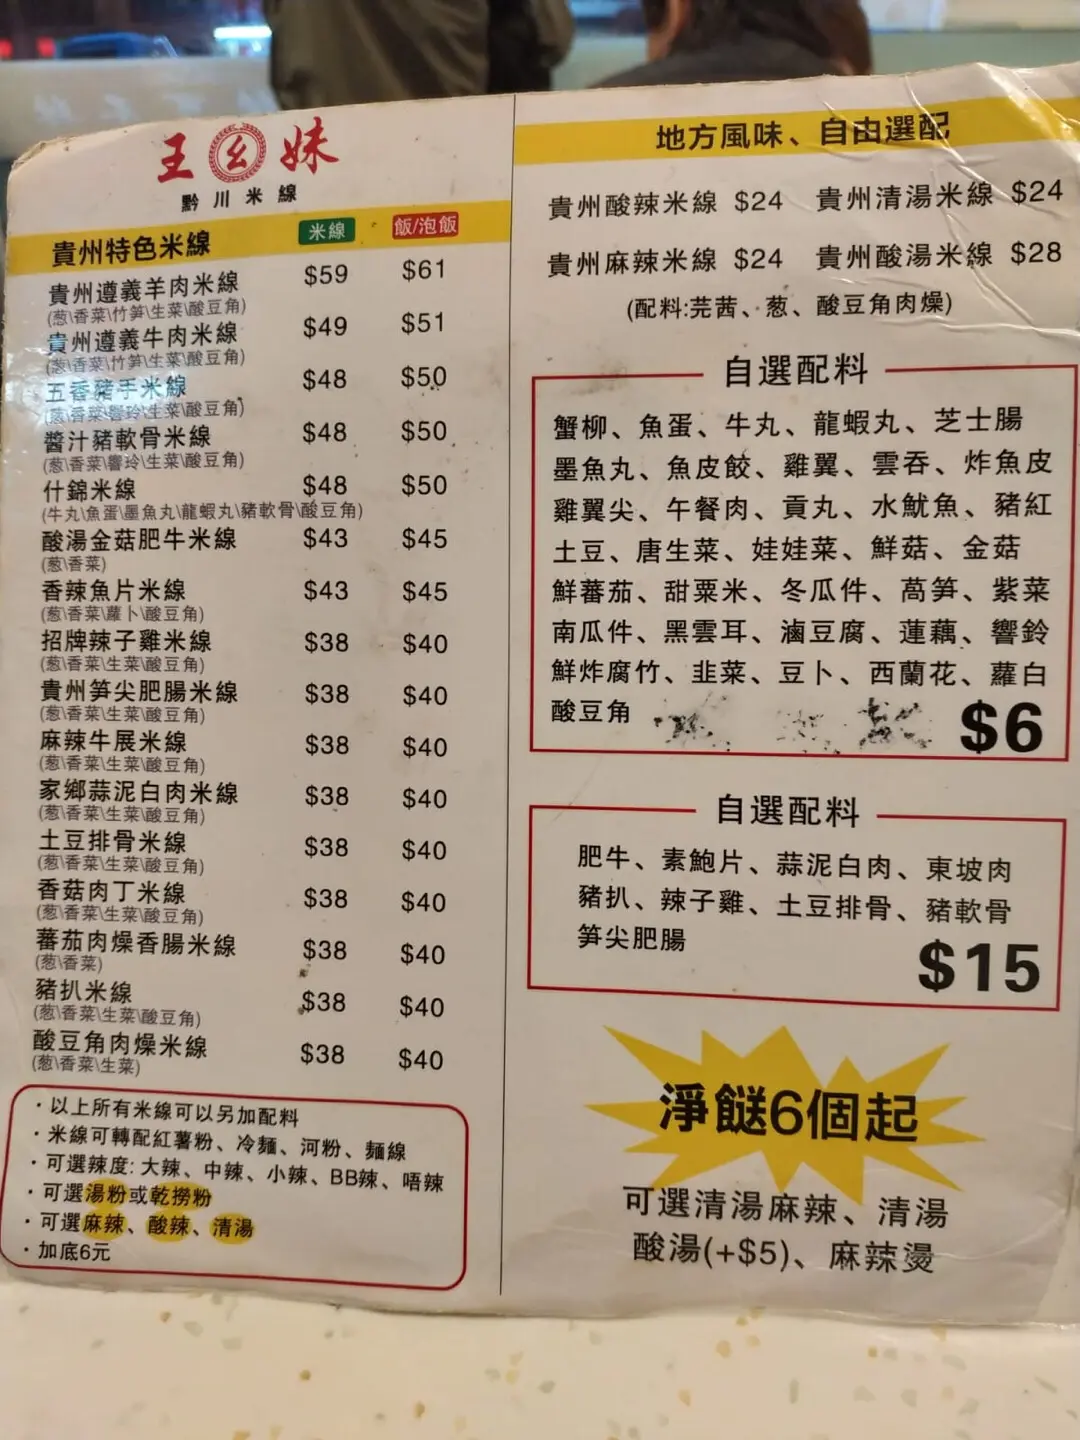 王幺妹
黔川米線
貴州特色米線 米線 飯/泡飯
貴州遵義羊肉米線 $59 $61
(葱\香菜\竹笋\生菜\酸豆角)
貴州遵義牛肉米線 $49 $51
(葱\香菜\竹笋\生菜\酸豆角)
五香豬手米線 $48 $50
(葱\香菜\響玲\生菜\酸豆角)
醬汁豬軟骨米線 $48 $50
(葱\香菜\響玲\生菜\酸豆角)
什錦米線 $48 $50
(牛丸\魚蛋\墨魚丸\龍蝦丸\豬軟骨\酸豆角)
酸湯金菇肥牛米線 $43 $45
(葱\香菜)
香辣魚片米線 $43 $45
(葱\香菜\蘿卜\酸豆角)
招牌辣子雞米線 $38 $40
(葱\香菜\生菜\酸豆角)
貴州笋尖肥腸米線 $38 $40
(葱\香菜\生菜\酸豆角)
麻辣牛展米線 $38 $40
(葱\香菜\生菜\酸豆角)
家鄉蒜泥白肉米線 $38 $40
(葱\香菜\生菜\酸豆角)
土豆排骨米線 $38 $40
(葱\香菜\生菜\酸豆角)
香菇肉丁米線 $38 $40
(葱\香菜\生菜\酸豆角)
蕃茄肉燥香腸米線 $38 $40
(葱\香菜)
豬扒米線 $38 $40
(葱\香菜\生菜\酸豆角)
酸豆角肉燥米線 $38 $40
(葱\香菜\生菜)
·以上所有米線可以另加配料
·米線可轉配紅薯粉、冷麵、河粉、麵線
·可選辣度:大辣、中辣、小辣、BB辣、唔辣
·可選湯粉或乾撈粉
·可選麻辣、酸辣、清湯
·加底6元
地方風味、自由選配
貴州酸辣米線 $24 貴州清湯米線 $24
貴州麻辣米線 $24 貴州酸湯米線 $28
(配料:芫茜、葱、酸豆角肉燥)
自選配料
蟹柳、魚蛋、牛丸、龍蝦丸、芝士腸
墨魚丸、魚皮餃、雞翼、雲吞、炸魚皮
雞翼尖、午餐肉、貢丸、水魷魚、豬紅
土豆、唐生菜、娃娃菜、鮮菇、金菇
鮮蕃茄、甜粟米、冬瓜件、萵笋、紫菜
南瓜件、黑雲耳、滷豆腐、蓮藕、響鈴
鮮炸腐竹、韭菜、豆卜、西蘭花、蘿白
酸豆角 $6
自選配料
肥牛、素鮑片、蒜泥白肉、東坡肉
豬扒、辣子雞、土豆排骨、豬軟骨
笋尖肥腸 $15
淨餸6個起
可選清湯麻辣、清湯
酸湯(+$5)、麻辣燙